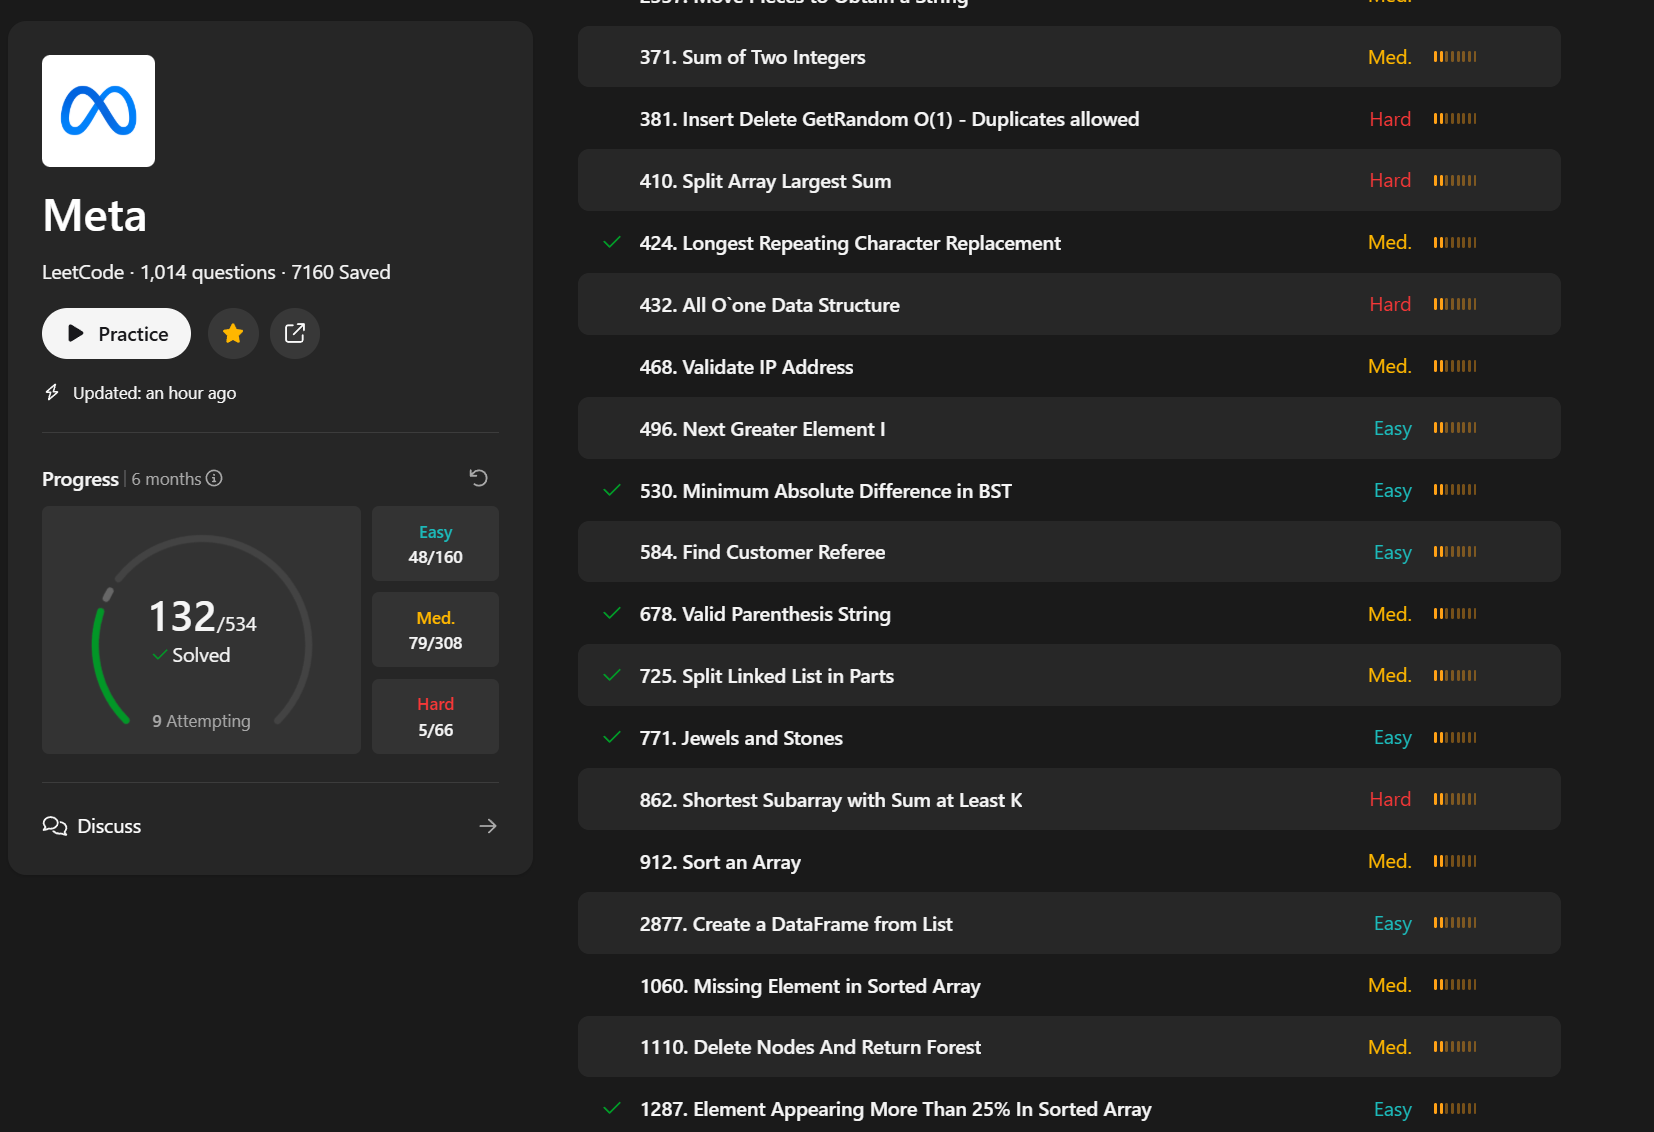 Meta
LeetCode · 1,014 questions · 7160 Saved
Practice
Updated: an hour ago
Progress | 6 months
132/534
Solved
9 Attempting
Easy
48/160
Med.
79/308
Hard
5/66
Discuss
2337. Move Pieces to Obtain a String Med.
371. Sum of Two Integers Med.
381. Insert Delete GetRandom O(1) - Duplicates allowed Hard
410. Split Array Largest Sum Hard
424. Longest Repeating Character Replacement Med.
432. All O`one Data Structure Hard
468. Validate IP Address Med.
496. Next Greater Element I Easy
530. Minimum Absolute Difference in BST Easy
584. Find Customer Referee Easy
678. Valid Parenthesis String Med.
725. Split Linked List in Parts Med.
771. Jewels and Stones Easy
862. Shortest Subarray with Sum at Least K Hard
912. Sort an Array Med.
2877. Create a DataFrame from List Easy
1060. Missing Element in Sorted Array Med.
1110. Delete Nodes And Return Forest Med.
1287. Element Appearing More Than 25% In Sorted Array Easy